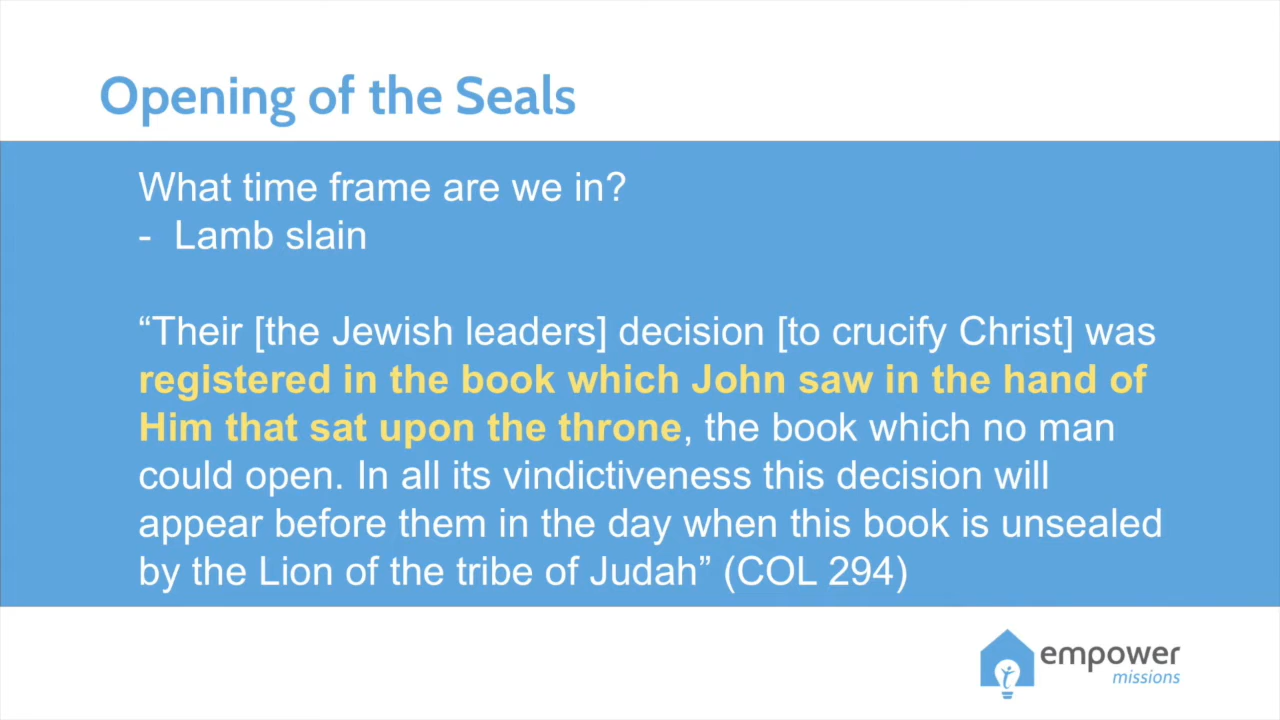 Opening of the Seals
What time frame are we in?
- Lamb slain
“Their [the Jewish leaders] decision [to crucify Christ] was
registered in the book which John saw in the hand of
Him that sat upon the throne, the book which no man
could open. In all its vindictiveness this decision will
appear before them in the day when this book is unsealed
by the Lion of the tribe of Judah” (COL 294)
empower
missions